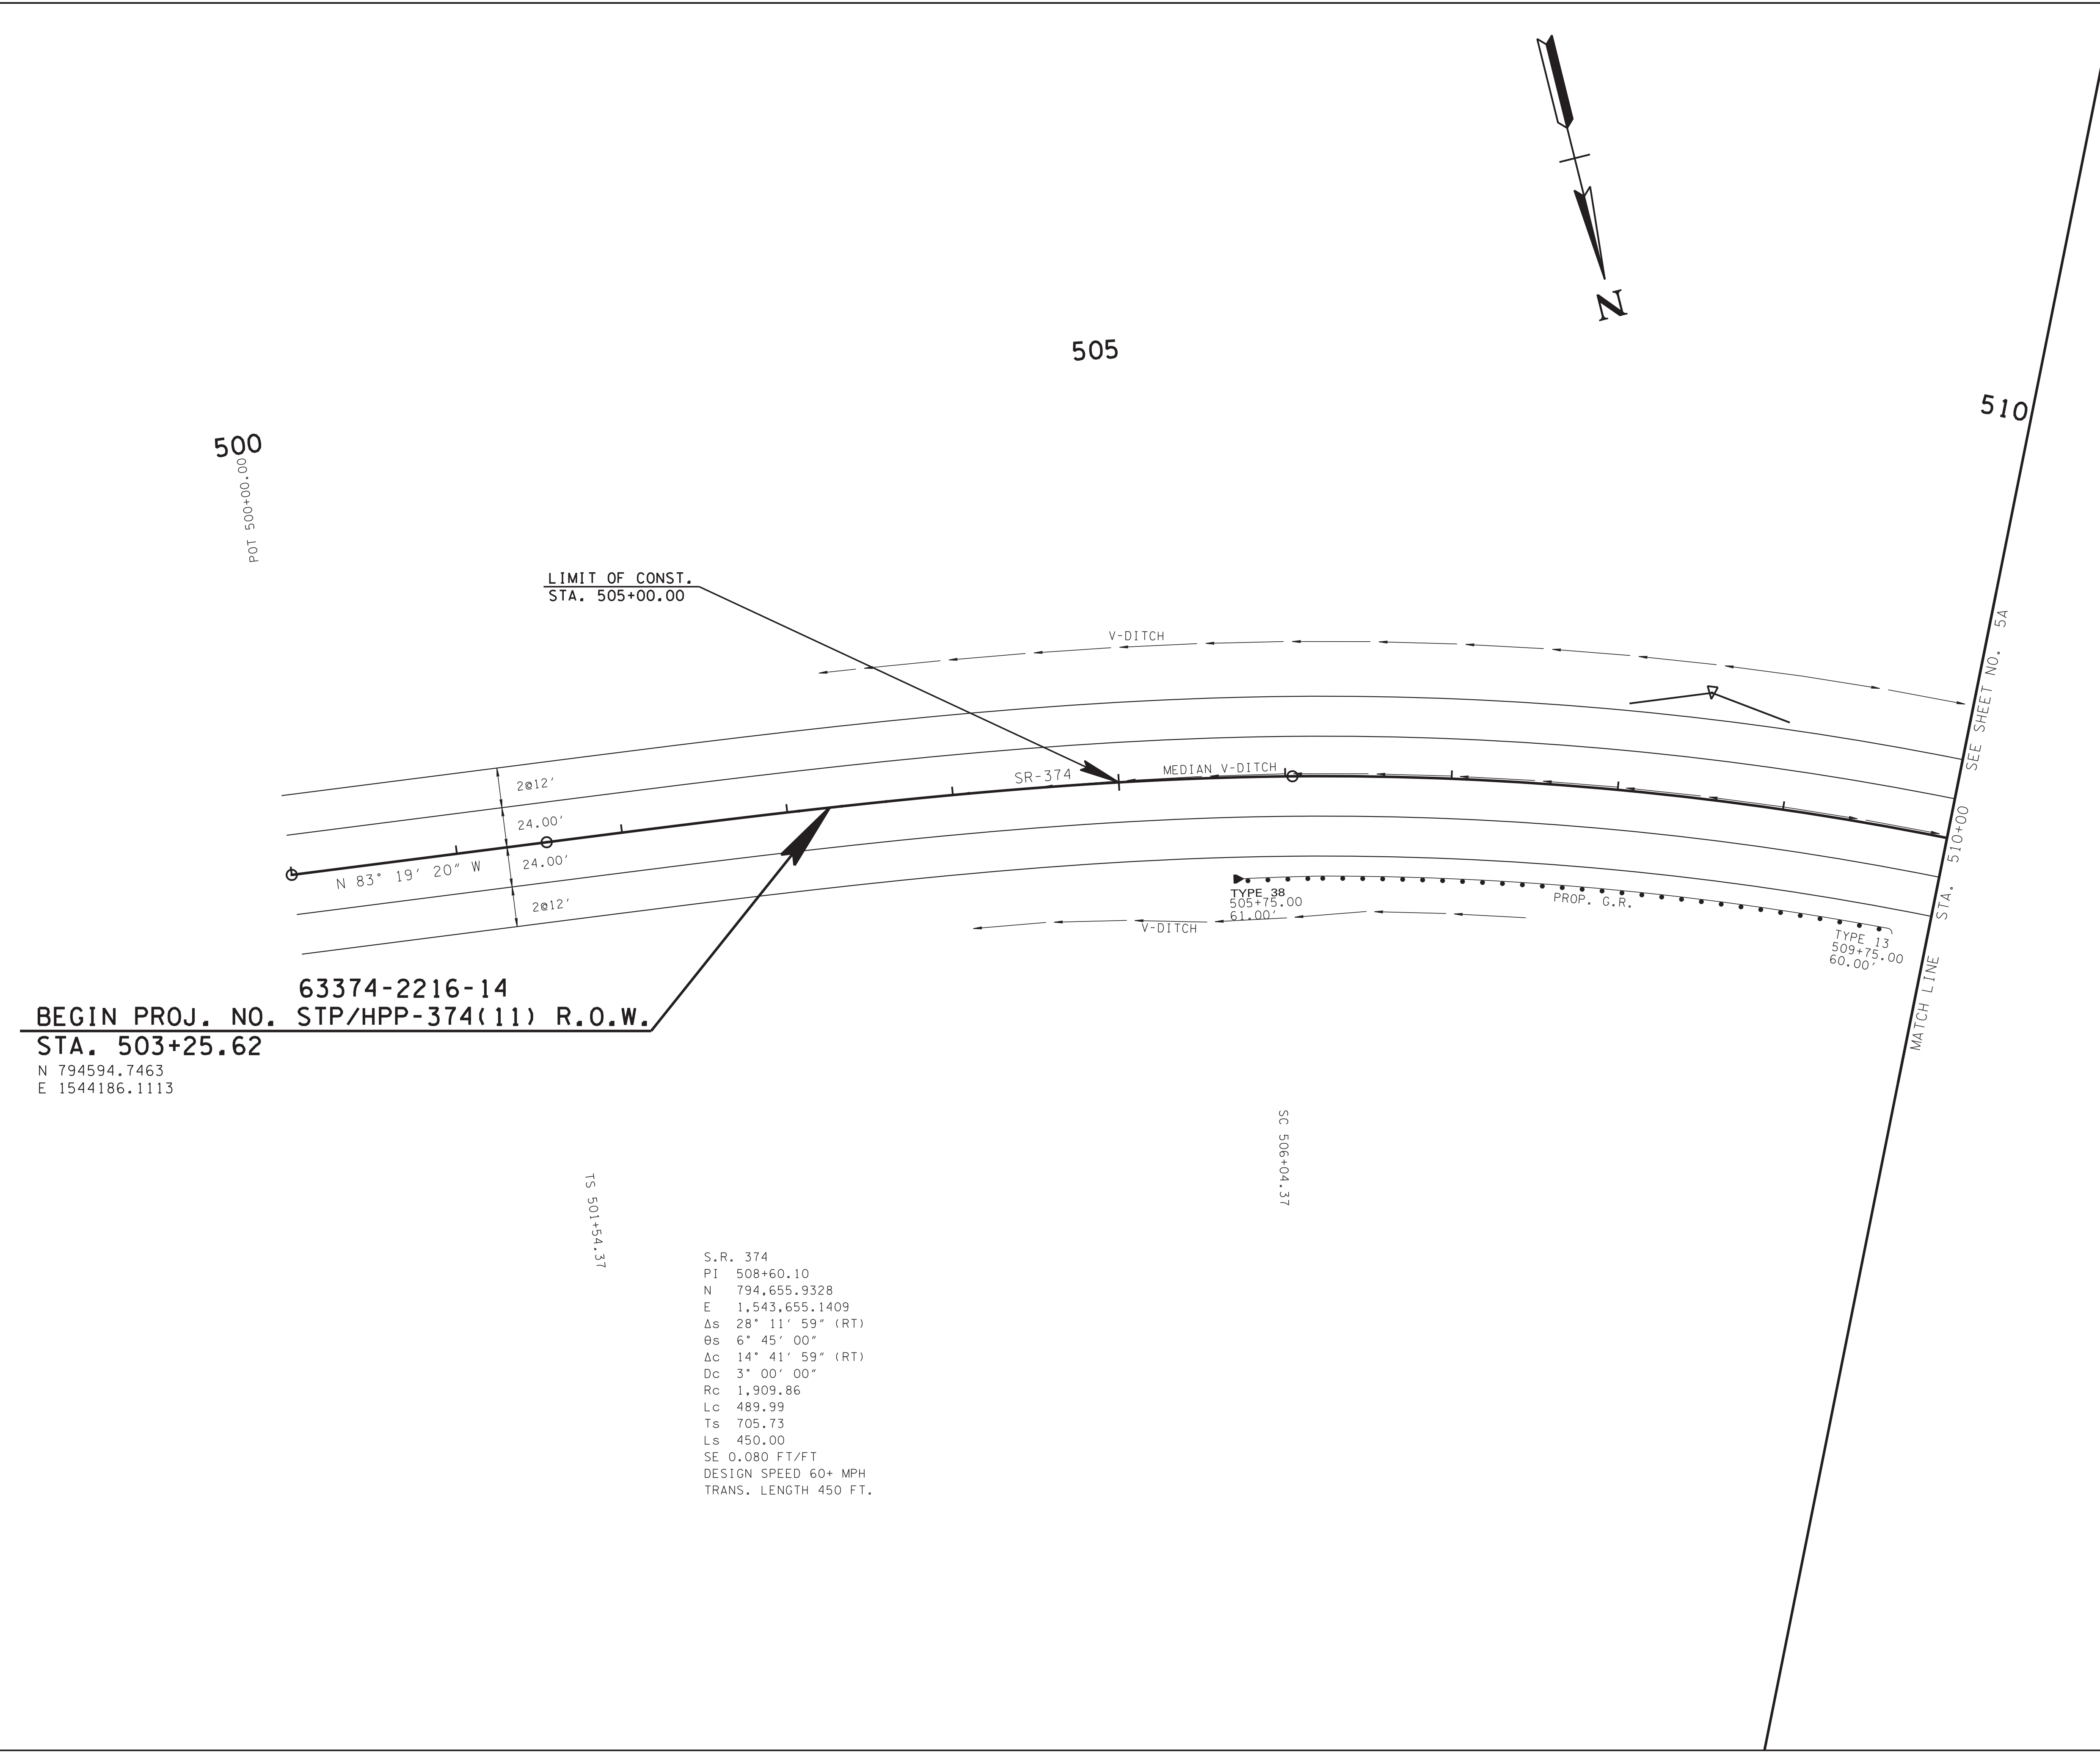 N
505
510
500
POT 500+00.00
LIMIT OF CONST.
STA. 505+00.00
V-DITCH
SEE SHEET NO. 5A
SR-374
MEDIAN V-DITCH
2@12'
24.00'
24.00'
2@12'
N 83° 19' 20" W
STA. 510+00
MATCH LINE
TYPE 38
505+75.00
61.00'
PROP. G.R.
V-DITCH
TYPE 13
509+75.00
60.00'
63374-2216-14
BEGIN PROJ. NO. STP/HPP-374(11) R.O.W.
STA. 503+25.62
N 794594.7463
E 1544186.1113
TS 501+54.37
SC 506+04.37
S.R. 374
PI 508+60.10
N 794,655.9328
E 1,543,655.1409
Δs 28° 11' 59" (RT)
θs 6° 45' 00"
Δc 14° 41' 59" (RT)
Dc 3° 00' 00"
Rc 1,909.86
Lc 489.99
Ts 705.73
Ls 450.00
SE 0.080 FT/FT
DESIGN SPEED 60+ MPH
TRANS. LENGTH 450 FT.